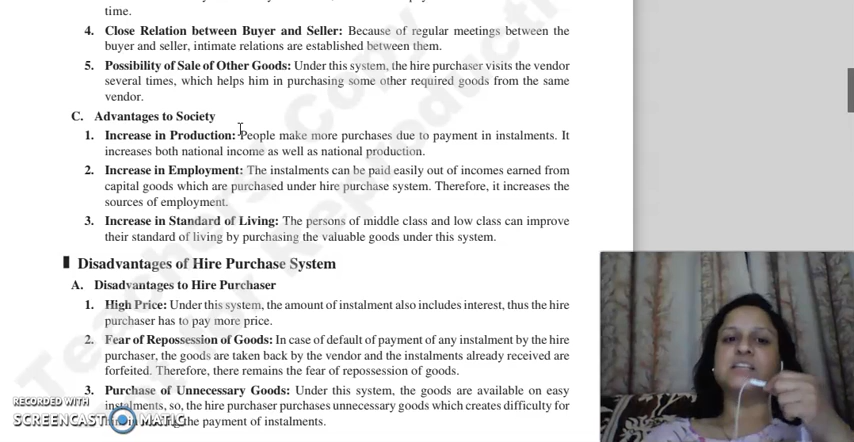 time.
4. Close Relation between Buyer and Seller: Because of regular meetings between the
buyer and seller, intimate relations are established between them.
5. Possibility of Sale of Other Goods: Under this system, the hire purchaser visits the vendor
several times, which helps him in purchasing some other required goods from the same
vendor.
C. Advantages to Society
1. Increase in Production: People make more purchases due to payment in instalments. It
increases both national income as well as national production.
2. Increase in Employment: The instalments can be paid easily out of incomes earned from
capital goods which are purchased under hire purchase system. Therefore, it increases the
sources of employment.
3. Increase in Standard of Living: The persons of middle class and low class can improve
their standard of living by purchasing the valuable goods under this system.
Disadvantages of Hire Purchase System
A. Disadvantages to Hire Purchaser
1. High Price: Under this system, the amount of instalment also includes interest, thus the hire
purchaser has to pay more price.
2. Fear of Repossession of Goods: In case of default of payment of any instalment by the hire
purchaser, the goods are taken back by the vendor and the instalments already received are
forfeited. Therefore, there remains the fear of repossession of goods.
3. Purchase of Unnecessary Goods: Under this system, the goods are available on easy
instalments, so, the hire purchaser purchases unnecessary goods which creates difficulty for
the payment of instalments.
RECORDED WITH
SCREENCAST MATIC